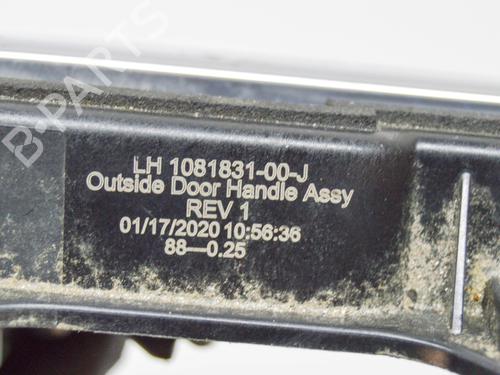 B-PARTS
LH 1081831-00-J
Outside Door Handle Assy
REV 1
01/17/2020 10:56:36
88—0.25